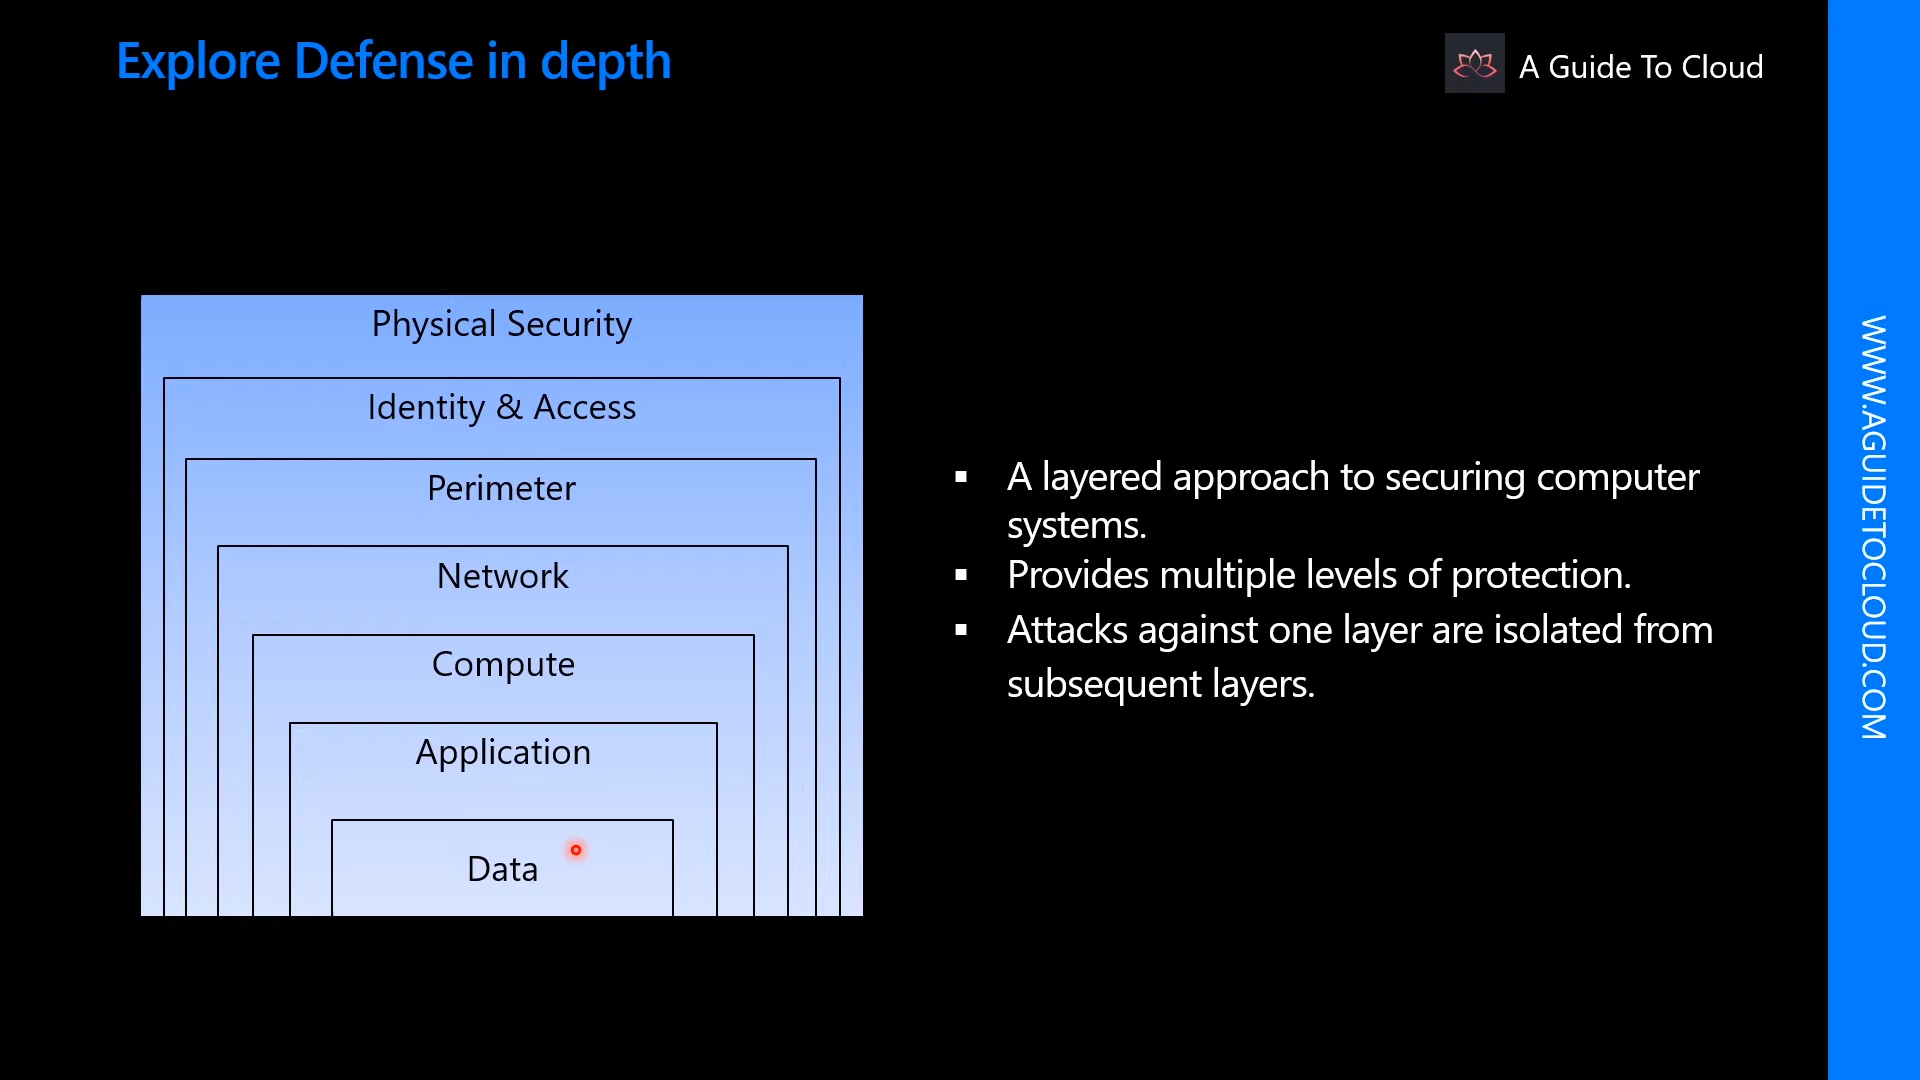 Explore Defense in depth
A Guide To Cloud
Physical Security
Identity & Access
Perimeter
Network
Compute
Application
Data
▪ A layered approach to securing computer
systems.
▪ Provides multiple levels of protection.
▪ Attacks against one layer are isolated from
subsequent layers.
WWW.AGUIDETOCLOUD.COM